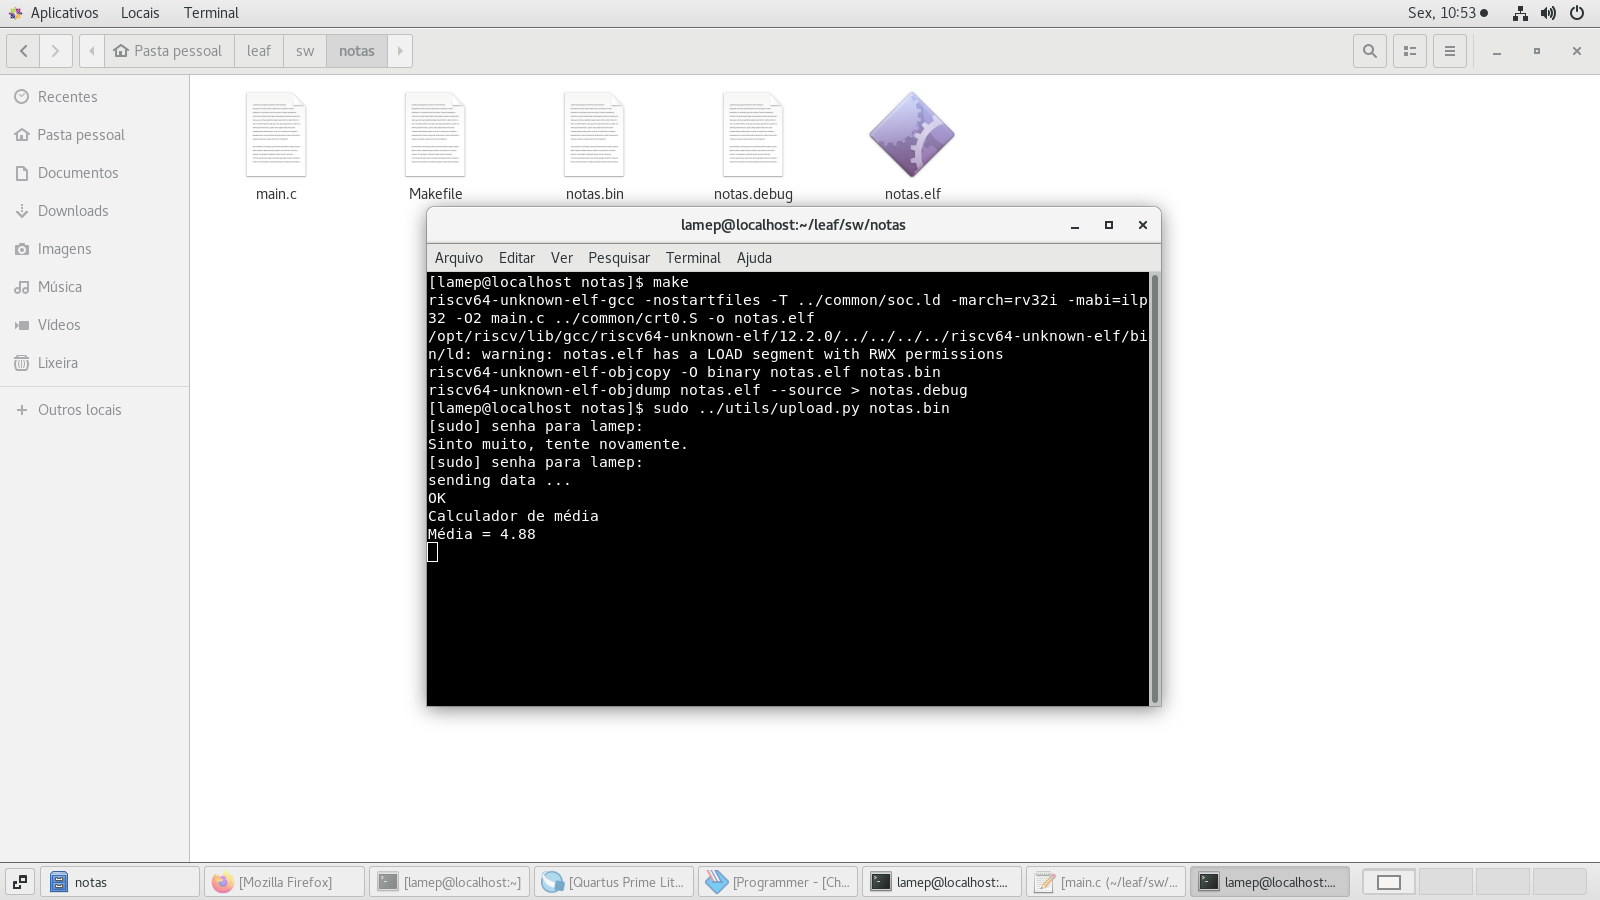 Aplicativos Locais Terminal Sex, 10:53
Pasta pessoal leaf sw notas
Recentes
Pasta pessoal
Documentos
Downloads
Imagens
Música
Vídeos
Lixeira
Outros locais
main.c Makefile notas.bin notas.debug notas.elf
lamep@localhost:~/leaf/sw/notas
Arquivo Editar Ver Pesquisar Terminal Ajuda
[lamep@localhost notas]$ make
riscv64-unknown-elf-gcc -nostartfiles -T ../common/soc.ld -march=rv32i -mabi=ilp
32 -O2 main.c ../common/crt0.S -o notas.elf
/opt/riscv/lib/gcc/riscv64-unknown-elf/12.2.0/../../../../riscv64-unknown-elf/bi
n/ld: warning: notas.elf has a LOAD segment with RWX permissions
riscv64-unknown-elf-objcopy -O binary notas.elf notas.bin
riscv64-unknown-elf-objdump notas.elf --source > notas.debug
[lamep@localhost notas]$ sudo ../utils/upload.py notas.bin
[sudo] senha para lamep:
Sinto muito, tente novamente.
[sudo] senha para lamep:
sending data ...
OK
Calculador de média
Média = 4.88
notas [Mozilla Firefox] [lamep@localhost:~] [Quartus Prime Lit... [Programmer - [Ch... lamep@localhost:... [main.c (~/leaf/sw/... lamep@localhost:...